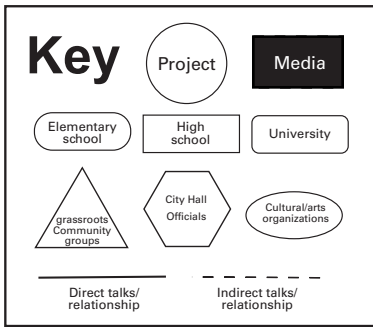 Key
Project
Media
Elementary
school
High
school
University
grassroots
Community
groups
City Hall
Officials
Cultural/arts
organizations
Direct talks/
relationship
Indirect talks/
relationship